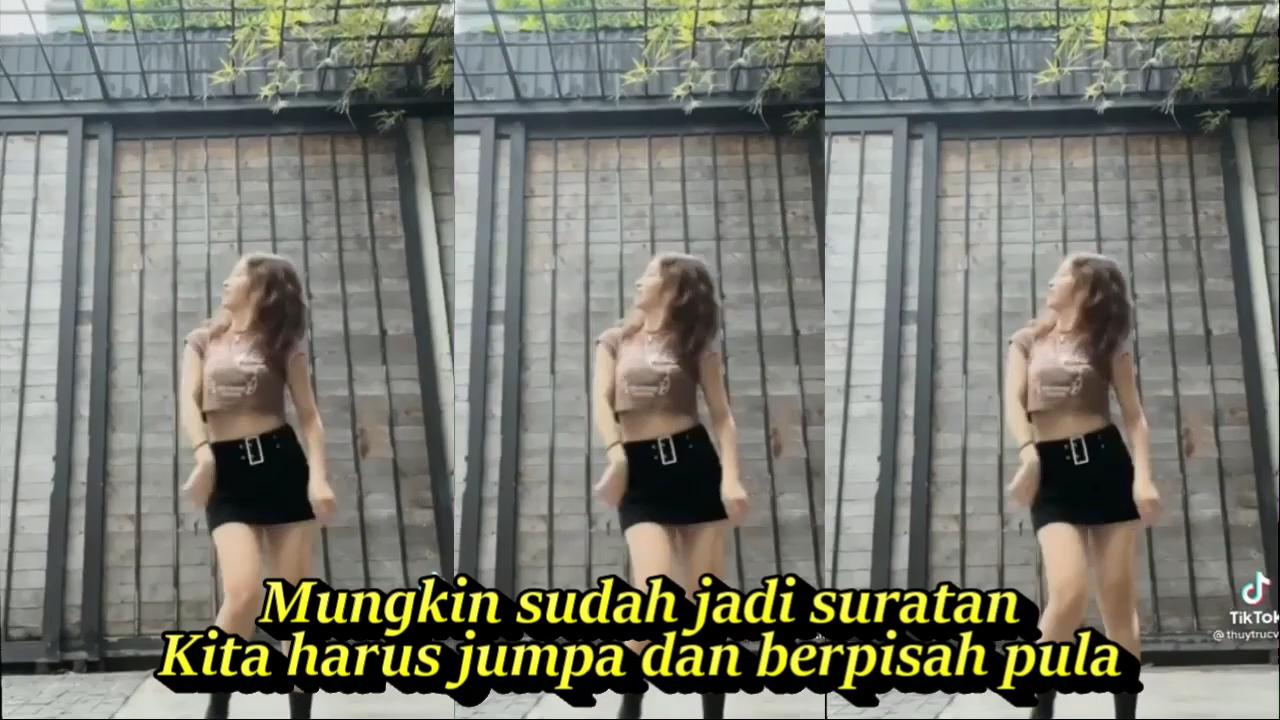 Mungkin sudah jadi suratan
Kita harus jumpa dan berpisah pula
TikTok